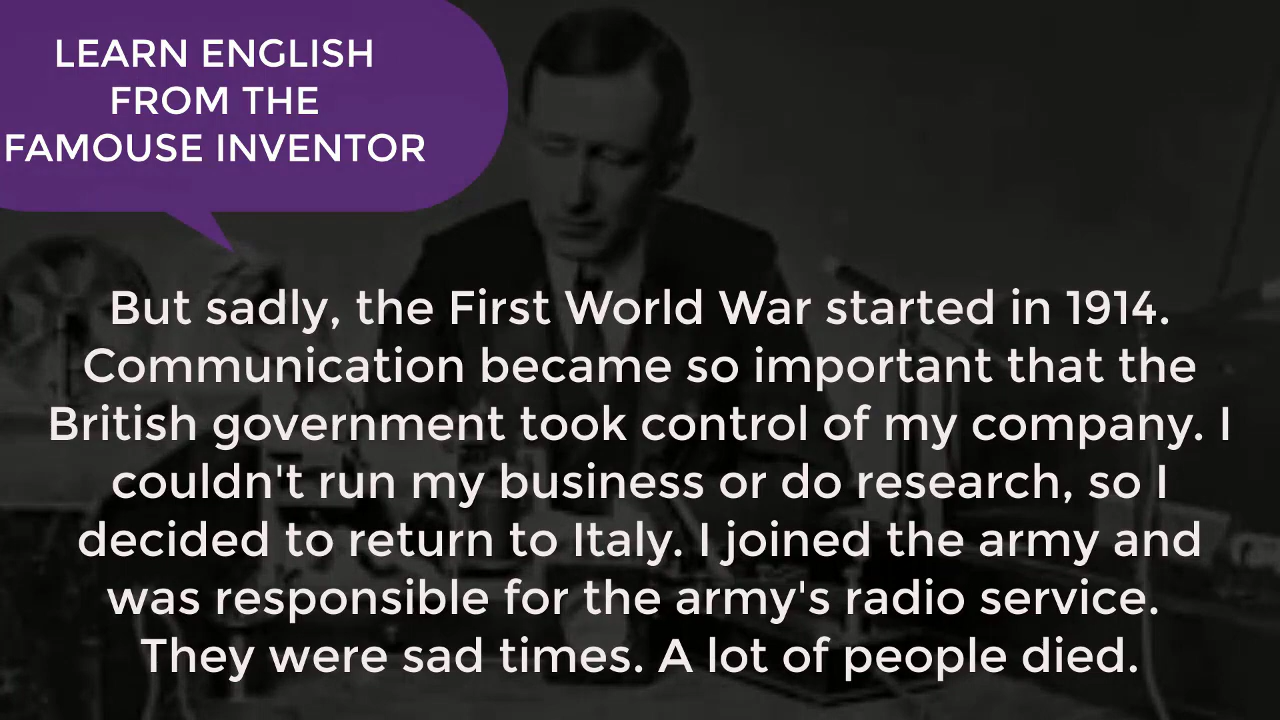 LEARN ENGLISH
FROM THE
FAMOUSE INVENTOR
But sadly, the First World War started in 1914.
Communication became so important that the
British government took control of my company. I
couldn't run my business or do research, so I
decided to return to Italy. I joined the army and
was responsible for the army's radio service.
They were sad times. A lot of people died.